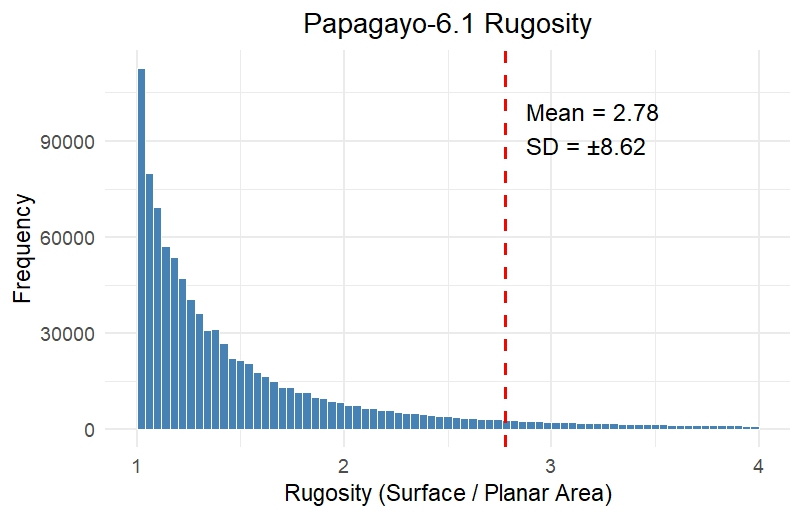 Papagayo-6.1 Rugosity
Mean = 2.78
SD = ±8.62
90000
60000
30000
0
Frequency
1 2 3 4
Rugosity (Surface / Planar Area)